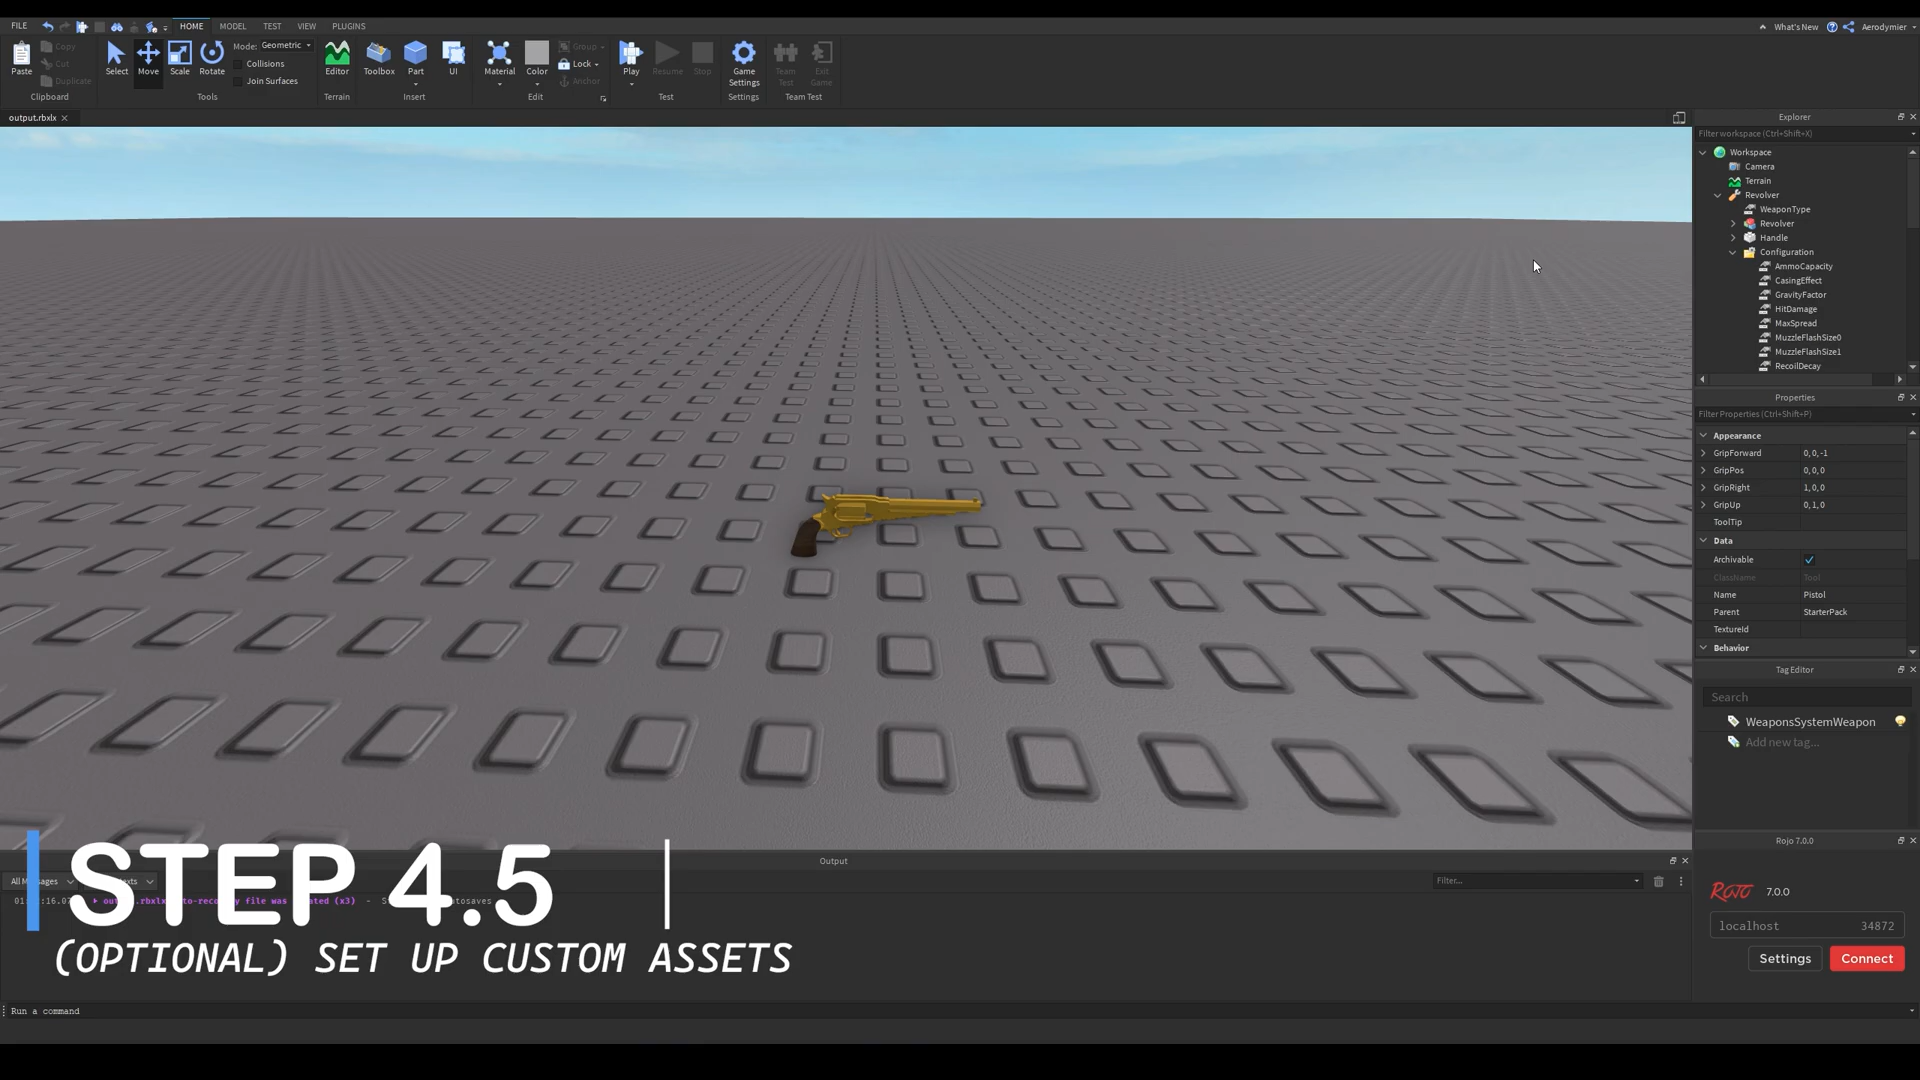 FILE HOME MODEL TEST VIEW PLUGINS What's New Aerodymier
Paste Copy Cut Duplicate Select Move Scale Rotate Mode: Geometric Collisions Join Surfaces Editor Toolbox Part UI Material Color Group Lock Anchor Play Resume Stop Game Settings Team Test Exit Game
Clipboard Tools Terrain Insert Edit Test Settings Team Test
output.rbxlx
Explorer
Filter workspace (Ctrl+Shift+X)
Workspace
Camera
Terrain
Revolver
WeaponType
Revolver
Handle
Configuration
AmmoCapacity
CasingEffect
GravityFactor
HitDamage
MaxSpread
MuzzleFlashSize0
MuzzleFlashSize1
RecoilDecay
Properties
Filter Properties (Ctrl+Shift+P)
Appearance
GripForward 0, 0, -1
GripPos 0, 0, 0
GripRight 1, 0, 0
GripUp 0, 1, 0
ToolTip
Data
Archivable
ClassName Tool
Name Pistol
Parent StarterPack
TextureId
Behavior
Tag Editor
Search
WeaponsSystemWeapon
Add new tag...
Rojo 7.0.0
ROJO 7.0.0
localhost 34872
Settings Connect
Output
Filter...
STEP 4.5
(OPTIONAL) SET UP CUSTOM ASSETS
Run a command